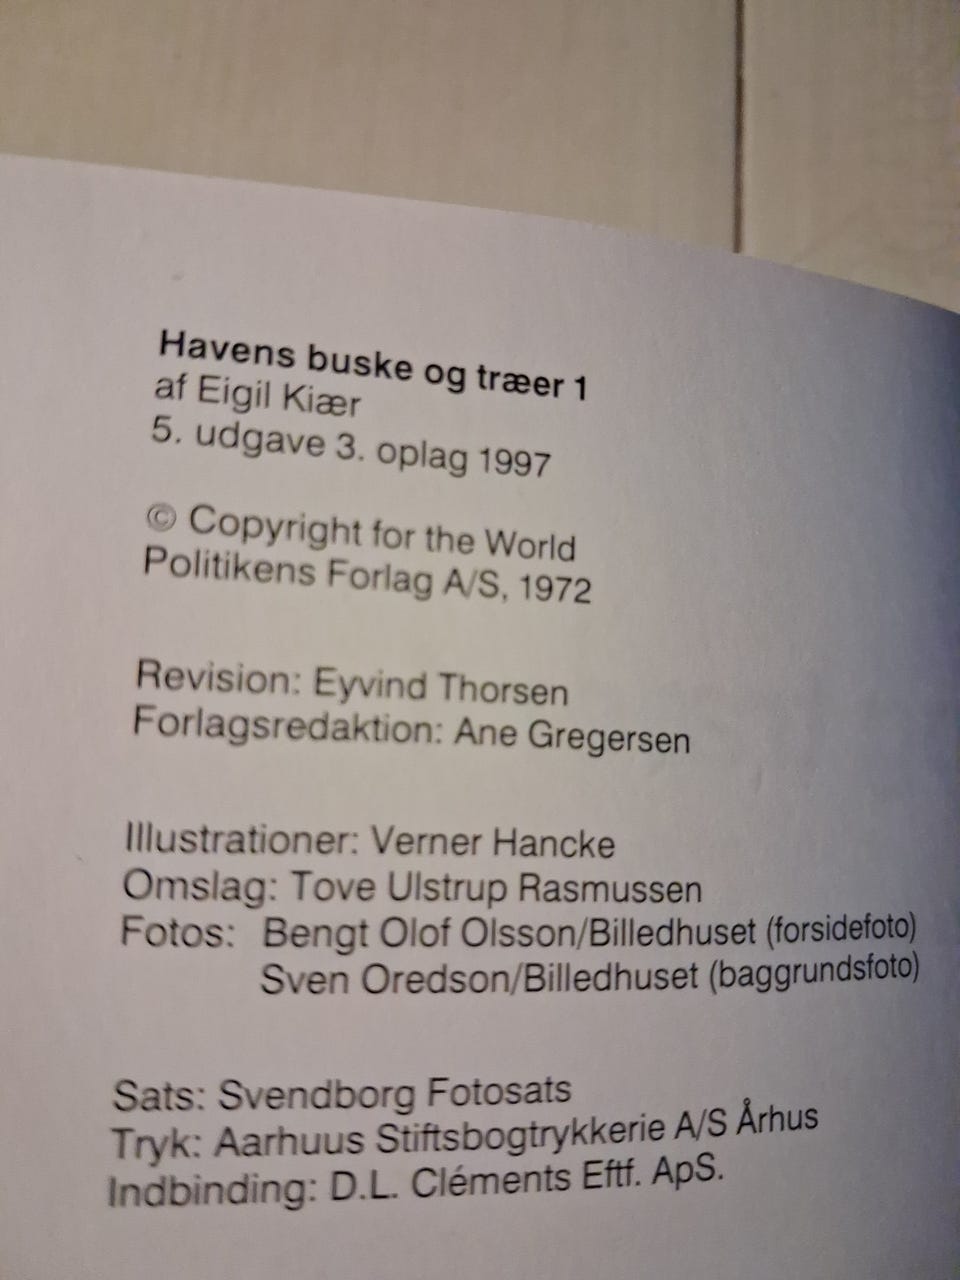 Havens buske og træer 1
af Eigil Kiær
5. udgave 3. oplag 1997
© Copyright for the World
Politikens Forlag A/S, 1972
Revision: Eyvind Thorsen
Forlagsredaktion: Ane Gregersen
Illustrationer: Verner Hancke
Omslag: Tove Ulstrup Rasmussen
Fotos: Bengt Olof Olsson/Billedhuset (forsidefoto)
Sven Oredson/Billedhuset (baggrundsfoto)
Sats: Svendborg Fotosats
Tryk: Aarhuus Stiftsbogtrykkerie A/S Århus
Indbinding: D.L. Cléments Eftf. ApS.